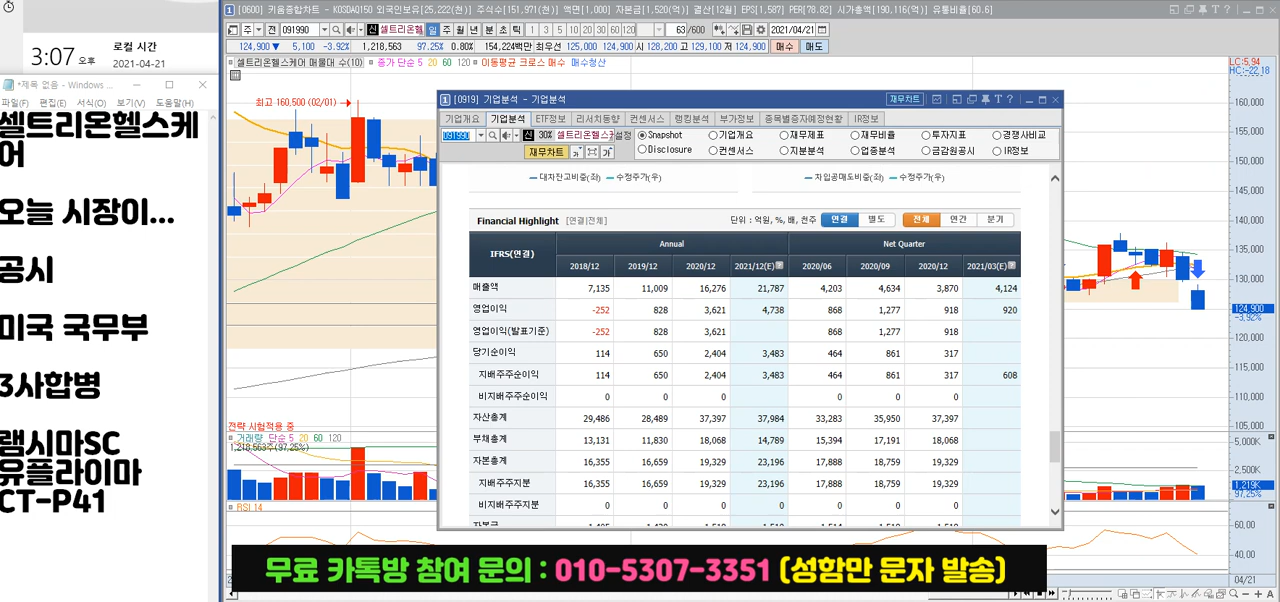 [0600] 키움종합차트 - KOSDAQ150 외국인보유[25,222(천)] 주식수[151,971(천)] 액면[1,000] 자본금[1,520(억)] 결산[12월] EPS[1,587] PER[78.82] 시가총액[190,116(억)] 유통비율[60.6]
3:07 오후
로컬 시간
2021-04-21
주 전 091990 신 셀트리온헬 일 주 월 년 분 초 틱 1 3 5 10 20 30 60 120 63/600 2021/04/21
124,900 ▼ 5,100 -3.92% 1,218,563 97.25% 0.80% 154,224백만 최우선 125,000 124,900 시 128,200 고 129,100 저 124,900 매수 매도
셀트리온헬스케어 매물대 수(10) 종가 단순 5 20 60 120 이동평균 크로스 매수 매수청산
LC:5.94
HC:-22.18
*제목 없음 - Windows ...
파일(F) 편집(E) 서식(O) 보기(V) 도움말(H)
셀트리온헬스케
어
오늘 시장이...
공시
미국 국무부
3사합병
램시마SC
유플라이마
CT-P41
최고 160,500 (02/01)
[0919] 기업분석 - 기업분석
재무차트
기업개요 기업분석 ETF정보 리서치동향 컨센서스 랭킹분석 부가정보 종목별증자예정현황 IR정보
091990 신 30% 셀트리온헬스케 설정
Snapshot 기업개요 재무제표 재무비율 투자지표 경쟁사비교
Disclosure 컨센서스 지분분석 업종분석 금감원공시 IR정보
재무차트
대차잔고비중(좌) 수정주가(우)
차입공매도비중(좌) 수정주가(우)
Financial Highlight [연결|전체]
단위 : 억원, %, 배, 천주 연결 별도 전체 연간 분기
IFRS(연결) Annual Net Quarter
2018/12 2019/12 2020/12 2021/12(E) 2020/06 2020/09 2020/12 2021/03(E)
매출액 7,135 11,009 16,276 21,787 4,203 4,634 3,870 4,124
영업이익 -252 828 3,621 4,738 868 1,277 918 920
영업이익(발표기준) -252 828 3,621 868 1,277 918
당기순이익 114 650 2,404 3,483 464 861 317
지배주주순이익 114 650 2,404 3,483 464 861 317 608
비지배주주순이익 0 0 0 0 0 0
자산총계 29,486 28,489 37,397 37,984 33,283 35,950 37,397
부채총계 13,131 11,830 18,068 14,789 15,394 17,191 18,068
자본총계 16,355 16,659 19,329 23,196 17,888 18,759 19,329
지배주주지분 16,355 16,659 19,329 23,196 17,888 18,759 19,329
비지배주주지분 0 0 0 0 0 0
160,000
155,000
150,000
145,000
140,000
135,000
130,000
124,900
-3.92%
120,000
115,000
110,000
105,000
전략 시험적용 중
거래량 단순 5 20 60 120
1,218,563주(97.25%)
5,000K
2,500K
1,219K
97.25%
RSI 14
60.00
40.00
04/21
무료 카톡방 참여 문의 : 010-5307-3351 (성함만 문자 발송)